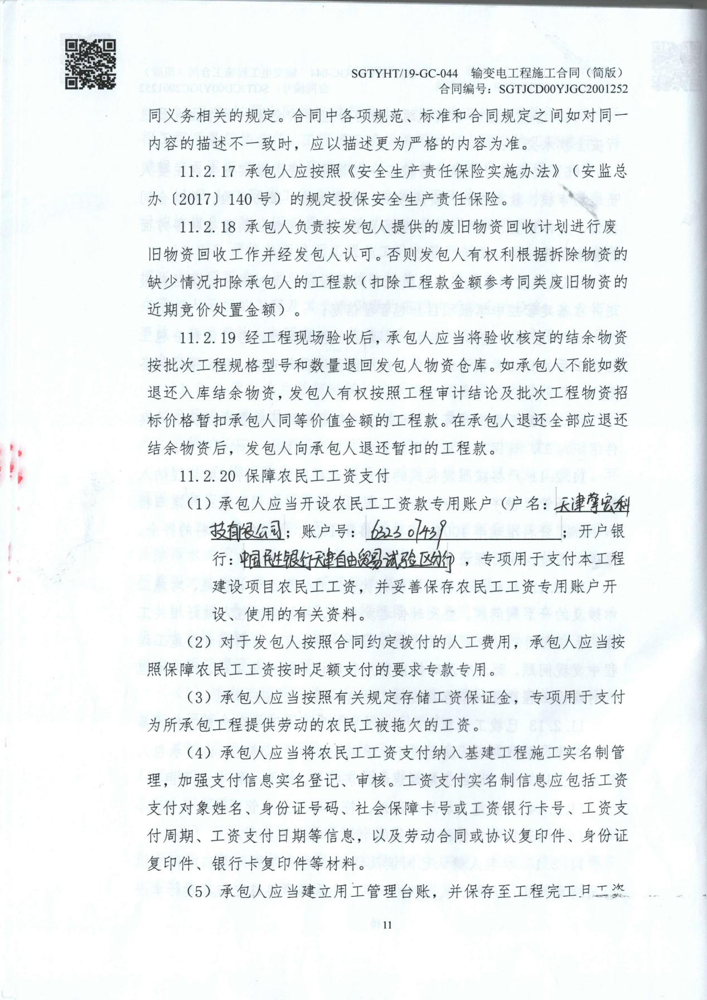 SGTYHT/19-GC-044 输变电工程施工合同（简版）
合同编号：SGTJCD00YJGC2001252
同义务相关的规定。合同中各项规范、标准和合同规定之间如对同一
内容的描述不一致时，应以描述更为严格的内容为准。
11.2.17 承包人应按照《安全生产责任保险实施办法》（安监总
办〔2017〕140 号）的规定投保安全生产责任保险。
11.2.18 承包人负责按发包人提供的废旧物资回收计划进行废
旧物资回收工作并经发包人认可。否则发包人有权利根据拆除物资的
缺少情况扣除承包人的工程款（扣除工程款金额参考同类废旧物资的
近期竞价处置金额）。
11.2.19 经工程现场验收后，承包人应当将验收核定的结余物资
按批次工程规格型号和数量退回发包人物资仓库。如承包人不能如数
退还入库结余物资，发包人有权按照工程审计结论及批次工程物资招
标价格暂扣承包人同等价值金额的工程款。在承包人退还全部应退还
结余物资后，发包人向承包人退还暂扣的工程款。
11.2.20 保障农民工工资支付
（1）承包人应当开设农民工工资款专用账户（户名：天津宏科
技有限公司；账户号：632307439；开户银
行：中国民生银行天津自由贸易试验区分行），专项用于支付本工程
建设项目农民工工资，并妥善保存农民工工资专用账户开
设、使用的有关资料。
（2）对于发包人按照合同约定拨付的人工费用，承包人应当按
照保障农民工工资按时足额支付的要求专款专用。
（3）承包人应当按照有关规定存储工资保证金，专项用于支付
为所承包工程提供劳动的农民工被拖欠的工资。
（4）承包人应当将农民工工资支付纳入基建工程施工实名制管
理，加强支付信息实名登记、审核。工资支付实名制信息应包括工资
支付对象姓名、身份证号码、社会保障卡号或工资银行卡号、工资支
付周期、工资支付日期等信息，以及劳动合同或协议复印件、身份证
复印件、银行卡复印件等材料。
（5）承包人应当建立用工管理台账，并保存至工程完工且工资
11